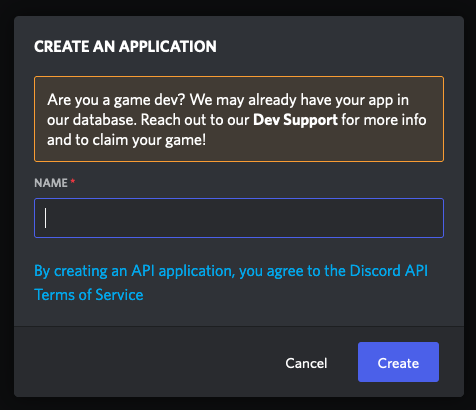 CREATE AN APPLICATION
Are you a game dev? We may already have your app in
our database. Reach out to our Dev Support for more info
and to claim your game!
NAME *
By creating an API application, you agree to the Discord API
Terms of Service
Cancel
Create